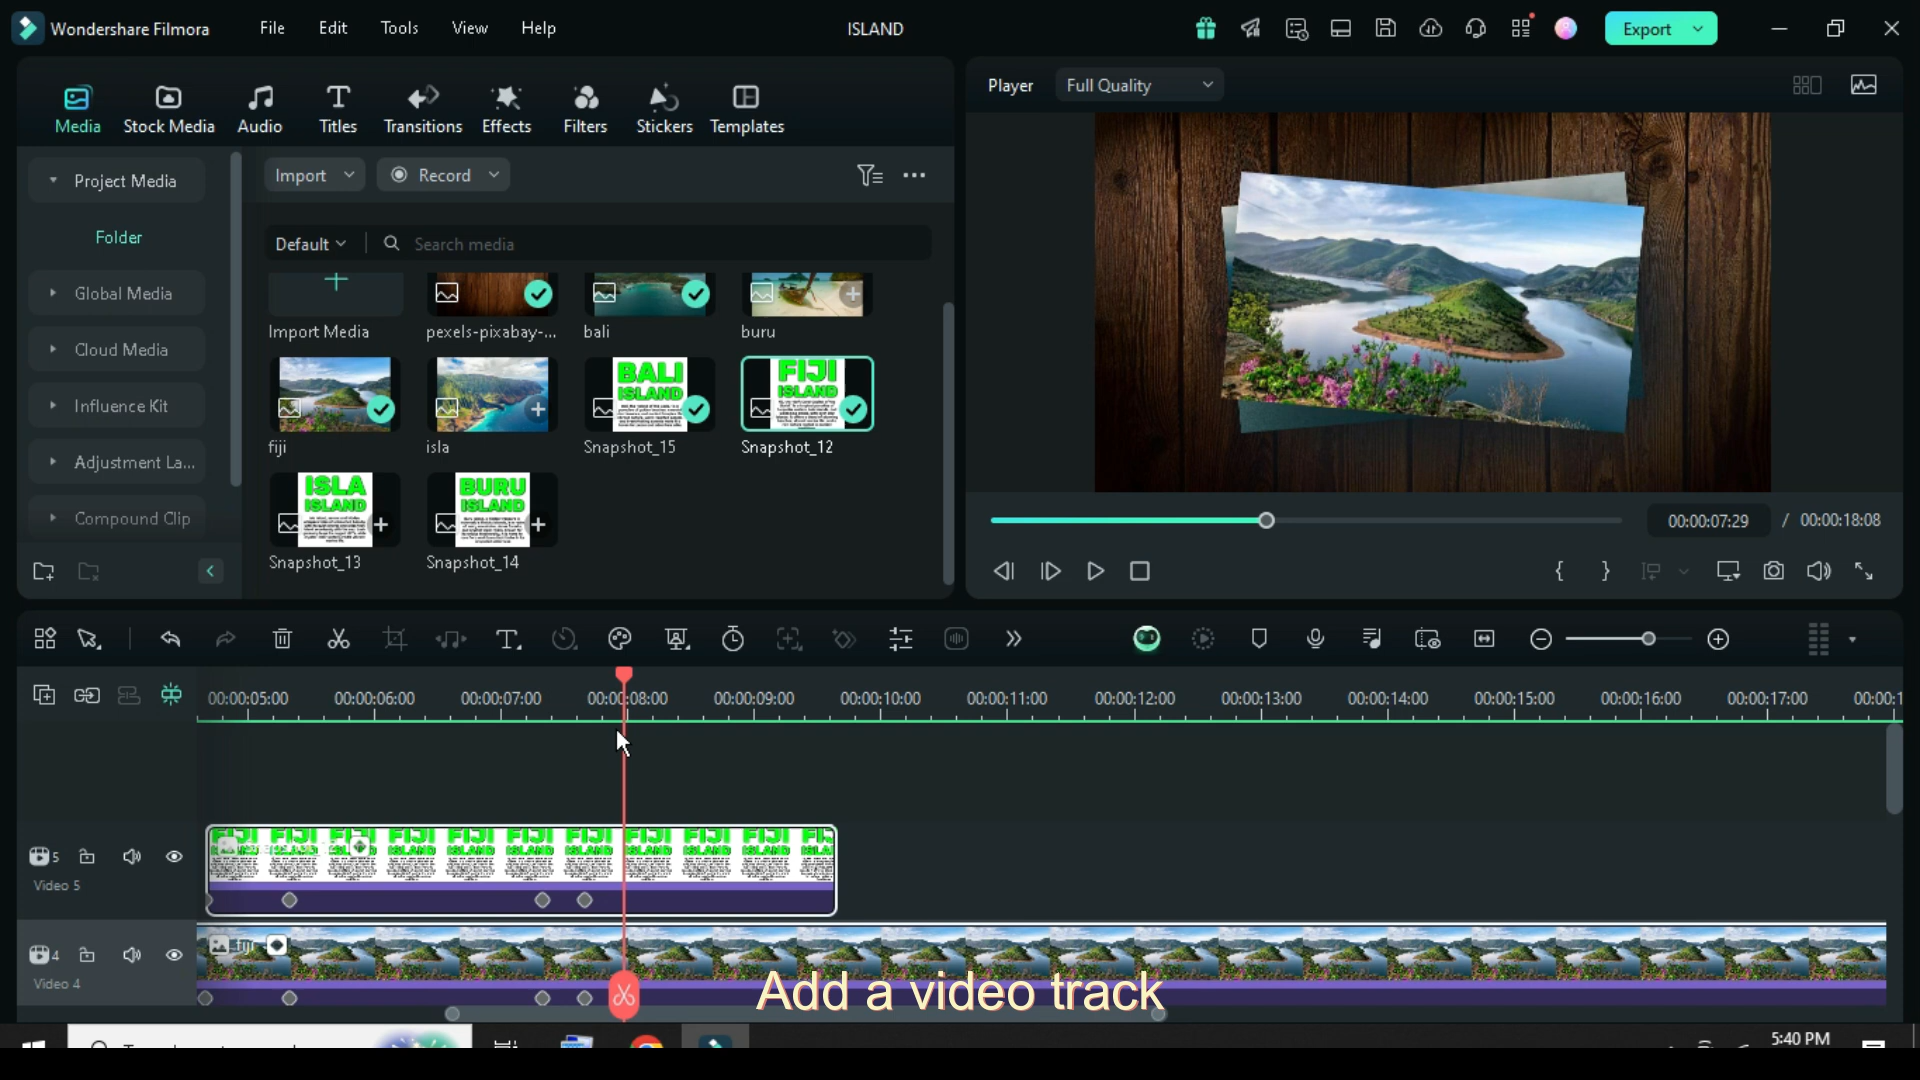 Wondershare Filmora
File
Edit
Tools
View
Help
ISLAND
Export
Media
Stock Media
Audio
Titles
Transitions
Effects
Filters
Stickers
Templates
Player
Full Quality
Project Media
Folder
Global Media
Cloud Media
Influence Kit
Adjustment La...
Compound Clip
Import
Record
Default
Search media
Import Media
pexels-pixabay-...
bali
buru
fiji
isla
BALI
ISLAND
Snapshot_15
FIJI
ISLAND
Snapshot_12
ISLA
ISLAND
Snapshot_13
BURU
ISLAND
Snapshot_14
00:00:07:29 / 00:00:18:08
00:00:05:00 00:00:06:00 00:00:07:00 00:00:08:00 00:00:09:00 00:00:10:00 00:00:11:00 00:00:12:00 00:00:13:00 00:00:14:00 00:00:15:00 00:00:16:00 00:00:17:00 00:00:1
5
Video 5
4
Video 4
fiji
Add a video track
5:40 PM